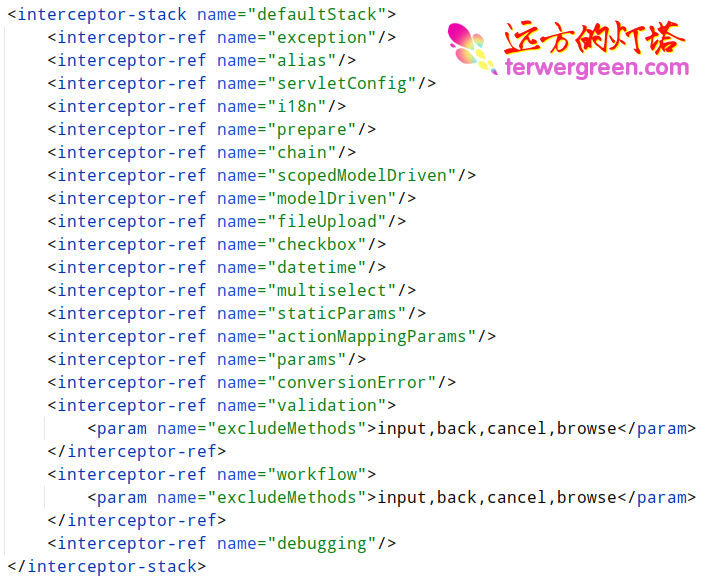 <interceptor-stack name="defaultStack">
    <interceptor-ref name="exception"/>
    <interceptor-ref name="alias"/>
    <interceptor-ref name="servletConfig"/>
    <interceptor-ref name="i18n"/>
    <interceptor-ref name="prepare"/>
    <interceptor-ref name="chain"/>
    <interceptor-ref name="scopedModelDriven"/>
    <interceptor-ref name="modelDriven"/>
    <interceptor-ref name="fileUpload"/>
    <interceptor-ref name="checkbox"/>
    <interceptor-ref name="datetime"/>
    <interceptor-ref name="multiselect"/>
    <interceptor-ref name="staticParams"/>
    <interceptor-ref name="actionMappingParams"/>
    <interceptor-ref name="params"/>
    <interceptor-ref name="conversionError"/>
    <interceptor-ref name="validation">
        <param name="excludeMethods">input,back,cancel,browse</param>
    </interceptor-ref>
    <interceptor-ref name="workflow">
        <param name="excludeMethods">input,back,cancel,browse</param>
    </interceptor-ref>
    <interceptor-ref name="debugging"/>
</interceptor-stack>
远方的灯塔
terwergreen.com